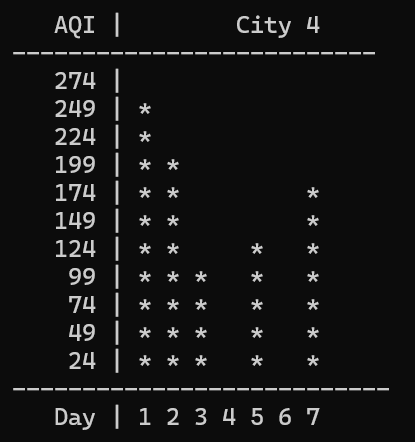 AQI |        City 4
--------------------------
   274 |
   249 | *
   224 | *
   199 | * *
   174 | * *         *
   149 | * *         *
   124 | * *     *   *
    99 | * * *   *   *
    74 | * * *   *   *
    49 | * * *   *   *
    24 | * * *   *   *
---------------------------
   Day | 1 2 3 4 5 6 7